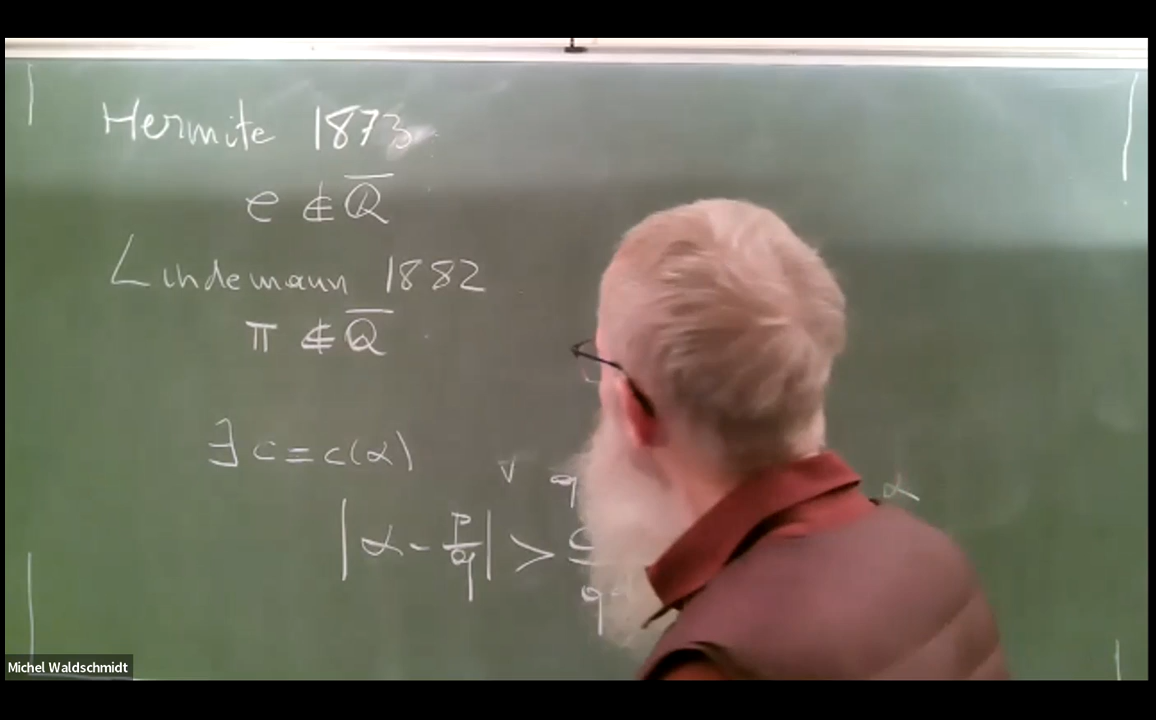 Hermite 1873
e ∉ Q̅
Lindemann 1882
π ∉ Q̅
∃ c = c(α)
α
|α - p/q| > c
Michel Waldschmidt